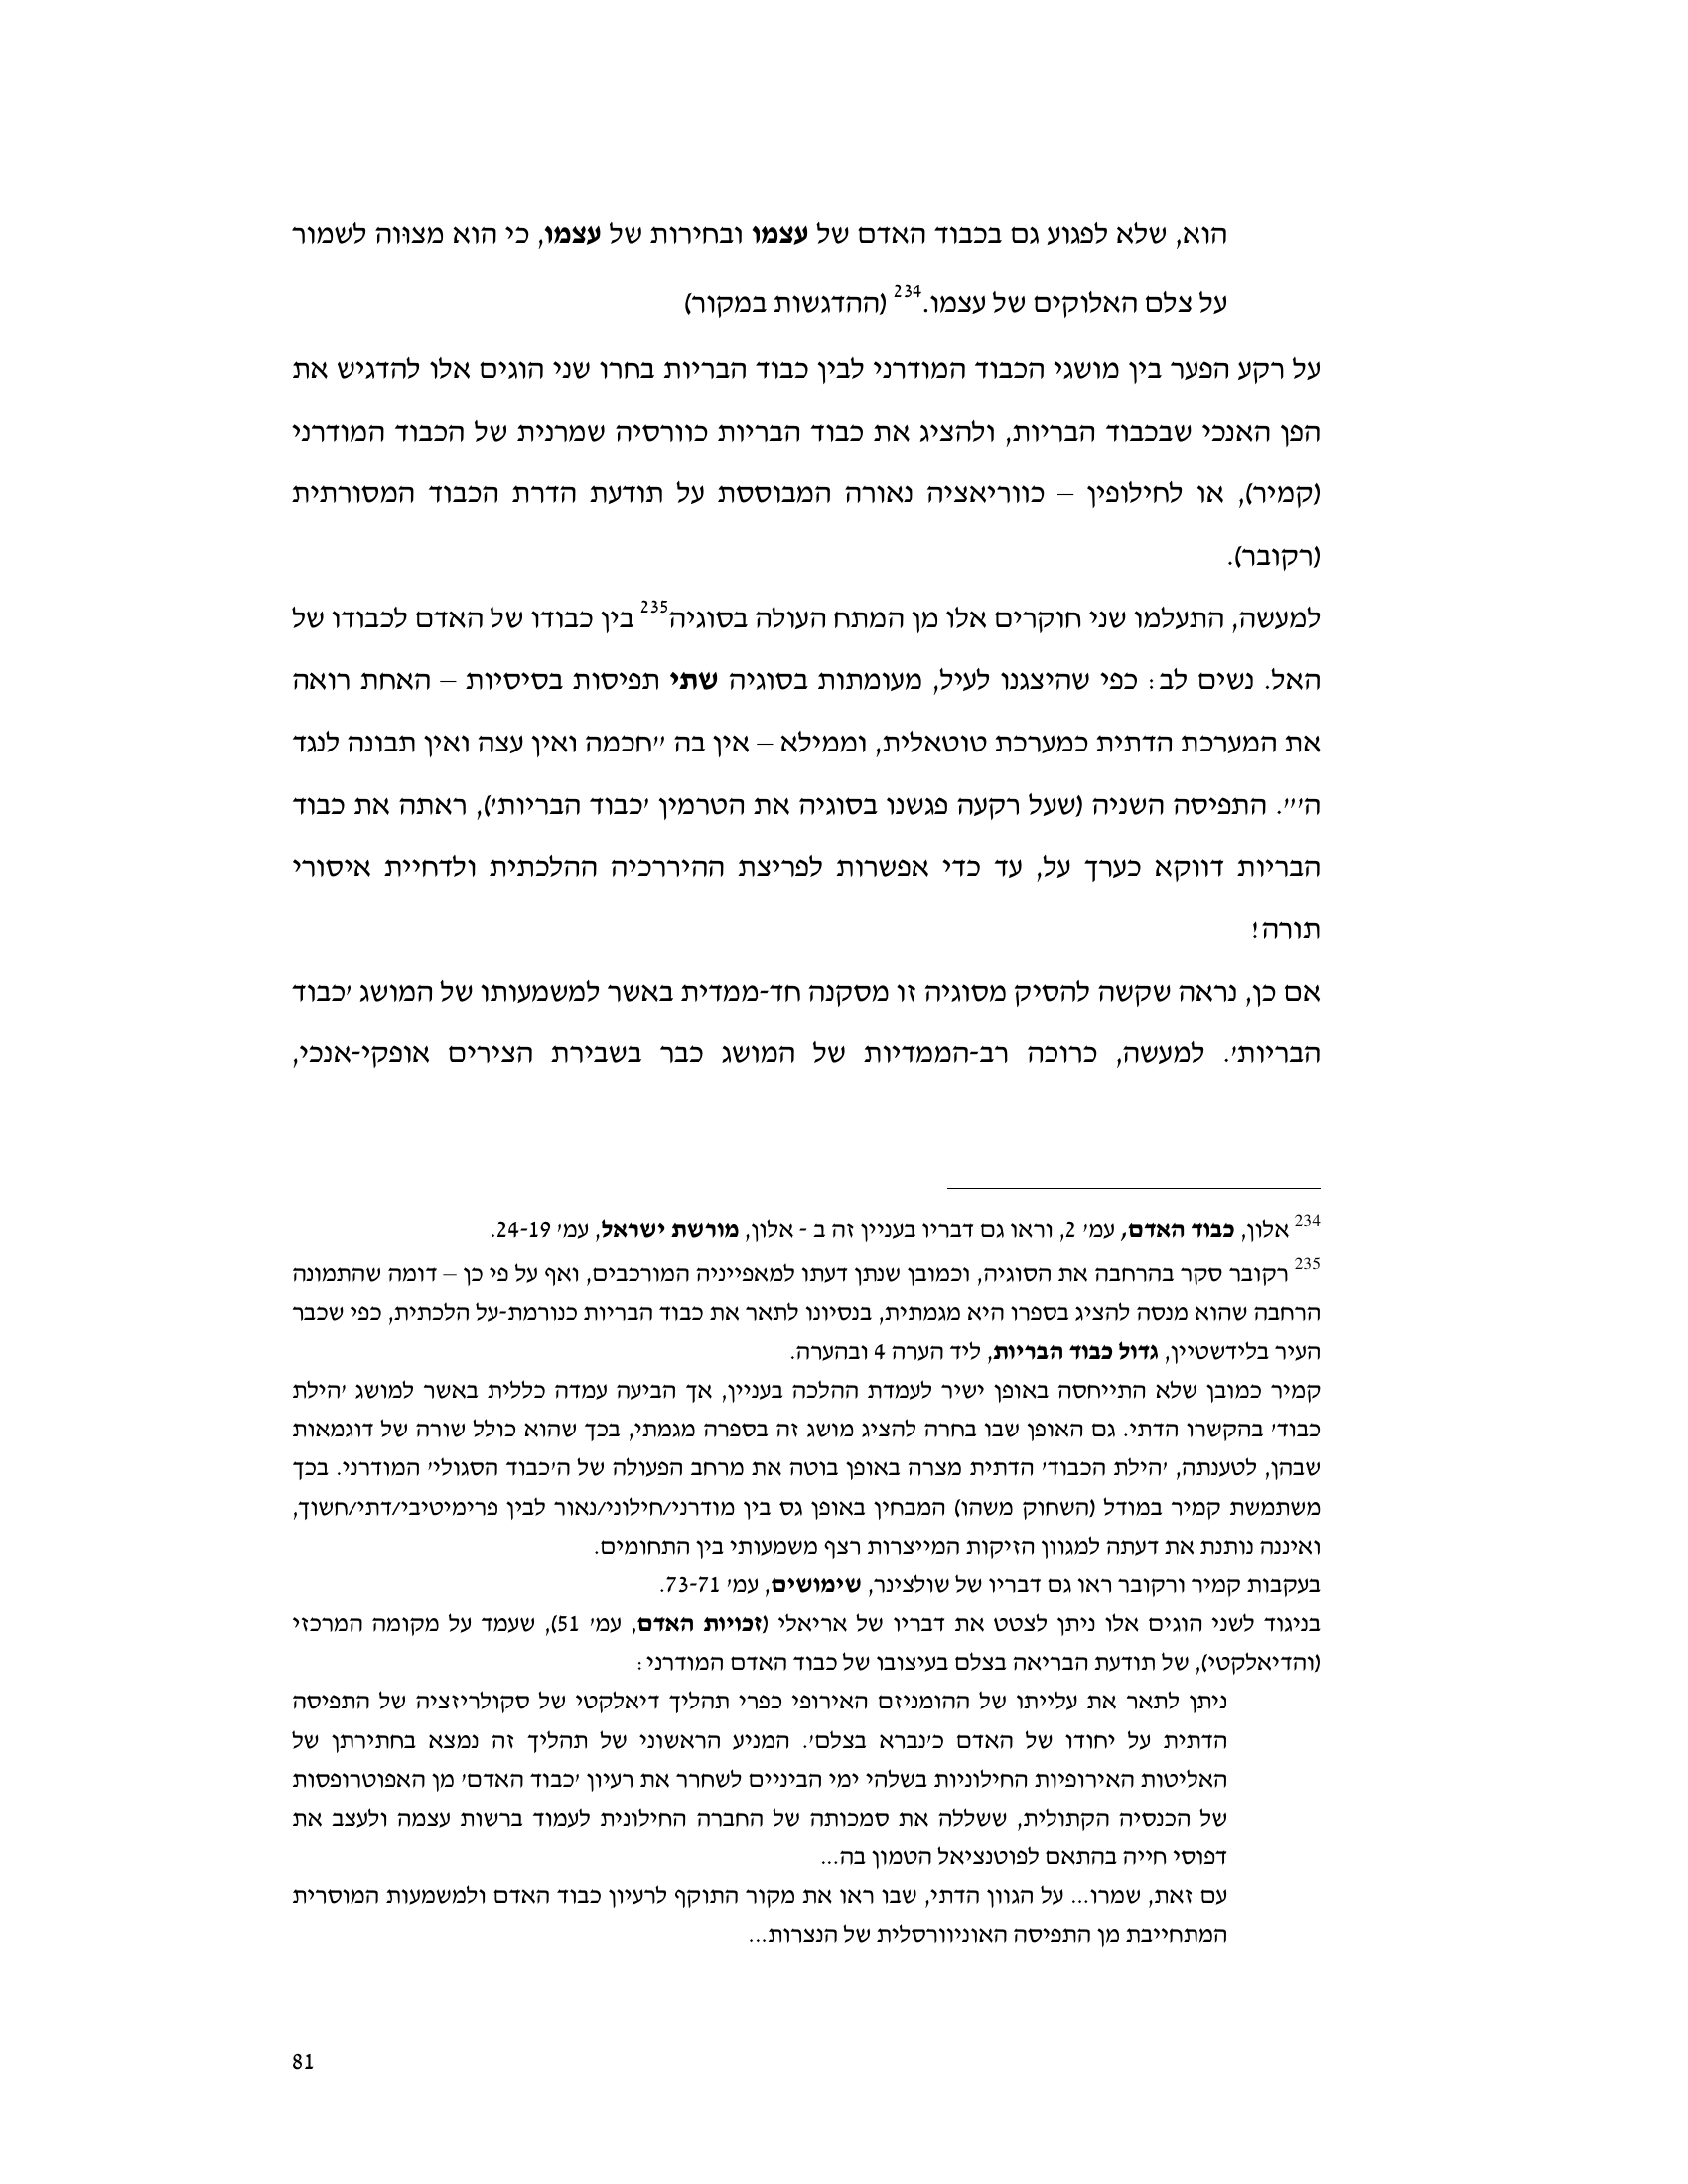 הוא, שלא לפגוע גם בכבוד האדם של עצמו ובחירות של עצמו, כי הוא מצוּוה לשמור
על צלם האלוקים של עצמו.234 (ההדגשות במקור)
על רקע הפער בין מושגי הכבוד המודרני לבין כבוד הבריות בחרו שני הוגים אלו להדגיש את
הפן האנכי שבכבוד הבריות, ולהציג את כבוד הבריות כוורסיה שמרנית של הכבוד המודרני
(קמיר), או לחילופין – כווריאציה נאורה המבוססת על תודעת הדרת הכבוד המסורתית
(רקובר).
למעשה, התעלמו שני חוקרים אלו מן המתח העולה בסוגיה235 בין כבודו של האדם לכבודו של
האל. נשים לב: כפי שהיצגנו לעיל, מעומתות בסוגיה שתי תפיסות בסיסיות – האחת רואה
את המערכת הדתית כמערכת טוטאלית, וממילא – אין בה "חכמה ואין עצה ואין תבונה לנגד
ה'". התפיסה השניה (שעל רקעה פגשנו בסוגיה את הטרמין 'כבוד הבריות'), ראתה את כבוד
הבריות דווקא כערך על, עד כדי אפשרות לפריצת ההיררכיה ההלכתית ולדחיית איסורי
תורה!
אם כן, נראה שקשה להסיק מסוגיה זו מסקנה חד-ממדית באשר למשמעותו של המושג 'כבוד
הבריות'. למעשה, כרוכה רב-הממדיות של המושג כבר בשבירת הצירים אופקי-אנכי,
234 אלון, כבוד האדם, עמ' 2, וראו גם דבריו בעניין זה ב - אלון, מורשת ישראל, עמ' 24-19.
235 רקובר סקר בהרחבה את הסוגיה, וכמובן שנתן דעתו למאפייניה המורכבים, ואף על פי כן – דומה שהתמונה
הרחבה שהוא מנסה להציג בספרו היא מגמתית, בנסיונו לתאר את כבוד הבריות כנורמת-על הלכתית, כפי שכבר
העיר בלידשטיין, גדול כבוד הבריות, ליד הערה 4 ובהערה.
קמיר כמובן שלא התייחסה באופן ישיר לעמדת ההלכה בעניין, אך הביעה עמדה כללית באשר למושג 'הילת
כבוד' בהקשרו הדתי. גם האופן שבו בחרה להציג מושג זה בספרה מגמתי, בכך שהוא כולל שורה של דוגמאות
שבהן, לטענתה, 'הילת הכבוד' הדתית מצרה באופן בוטה את מרחב הפעולה של ה'כבוד הסגולי' המודרני. בכך
משתמשת קמיר במודל (השחוק משהו) המבחין באופן גס בין מודרני/חילוני/נאור לבין פרימיטיבי/דתי/חשוך,
ואיננה נותנת את דעתה למגוון הזיקות המייצרות רצף משמעותי בין התחומים.
בעקבות קמיר ורקובר ראו גם דבריו של שולצינר, שימושים, עמ' 73-71.
בניגוד לשני הוגים אלו ניתן לצטט את דבריו של אריאלי (זכויות האדם, עמ' 51), שעמד על מקומה המרכזי
(והדיאלקטי), של תודעת הבריאה בצלם בעיצובו של כבוד האדם המודרני:
ניתן לתאר את עלייתו של ההומניזם האירופי כפרי תהליך דיאלקטי של סקולריזציה של התפיסה
הדתית על יחודו של האדם כ'נברא בצלם'. המניע הראשוני של תהליך זה נמצא בחתירתן של
האליטות האירופיות החילוניות בשלהי ימי הביניים לשחרר את רעיון 'כבוד האדם' מן האפוטרופסות
של הכנסיה הקתולית, ששללה את סמכותה של החברה החילונית לעמוד ברשות עצמה ולעצב את
דפוסי חייה בהתאם לפוטנציאל הטמון בה...
עם זאת, שמרו... על הגוון הדתי, שבו ראו את מקור התוקף לרעיון כבוד האדם ולמשמעות המוסרית
המתחייבת מן התפיסה האוניוורסלית של הנצרות...
81